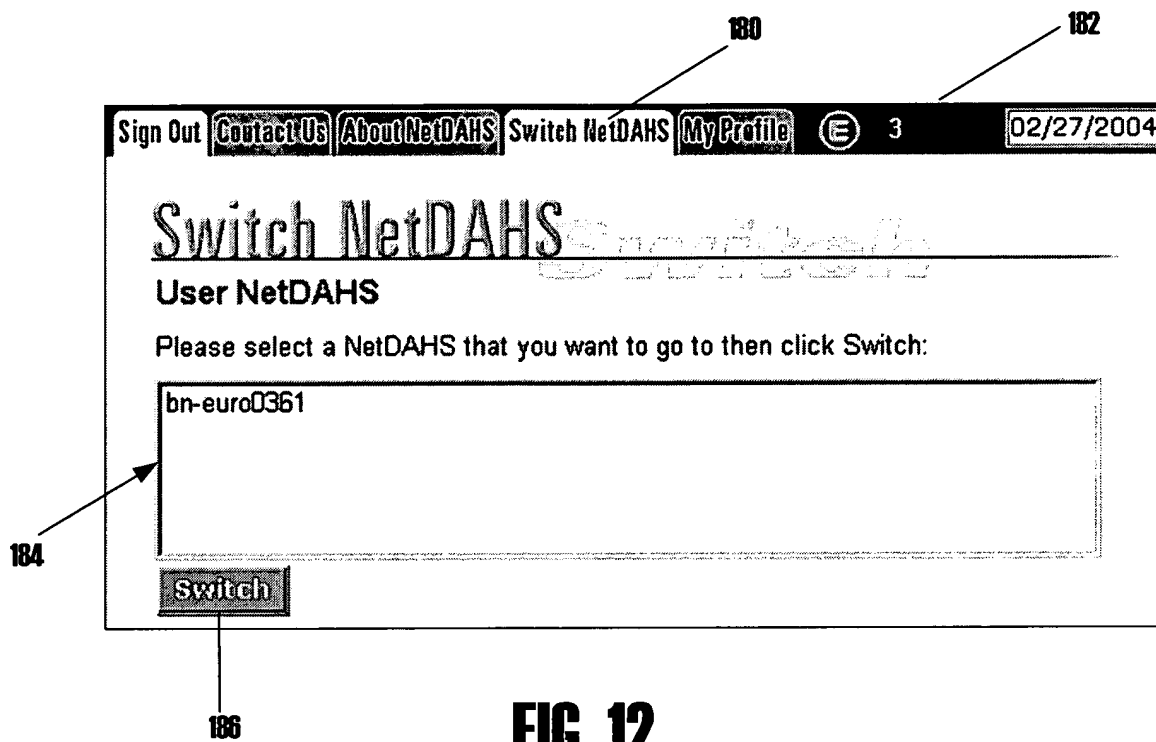 180
182
Sign Out Contact Us About NetDAHS Switch NetDAHS My Profile E 3 02/27/2004
Switch NetDAHS Switch
User NetDAHS
Please select a NetDAHS that you want to go to then click Switch:
bn-euro0361
184
Switch
186
FIG. 12